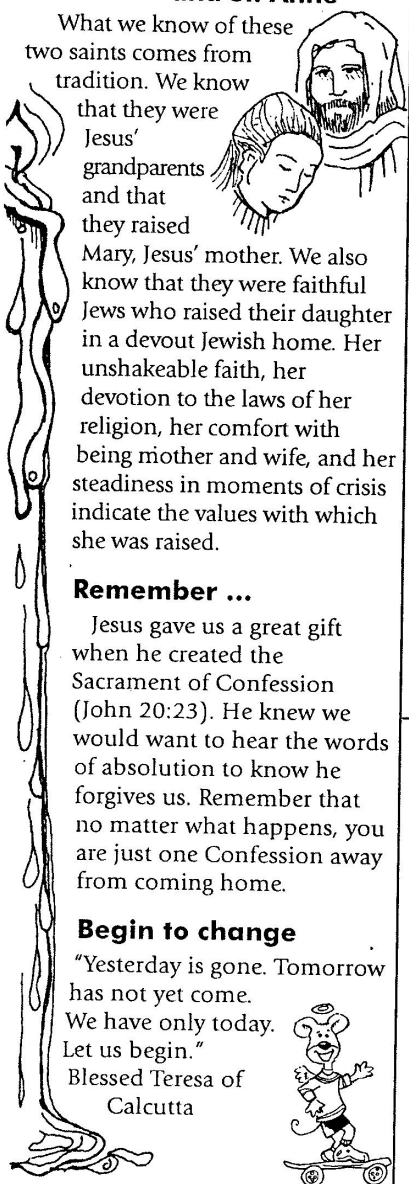 and St. Anne
What we know of these
two saints comes from
tradition. We know
that they were
Jesus'
grandparents
and that
they raised
Mary, Jesus' mother. We also
know that they were faithful
Jews who raised their daughter
in a devout Jewish home. Her
unshakeable faith, her
devotion to the laws of her
religion, her comfort with
being mother and wife, and her
steadiness in moments of crisis
indicate the values with which
she was raised.
Remember ...
Jesus gave us a great gift
when he created the
Sacrament of Confession
(John 20:23). He knew we
would want to hear the words
of absolution to know he
forgives us. Remember that
no matter what happens, you
are just one Confession away
from coming home.
Begin to change
"Yesterday is gone. Tomorrow
has not yet come.
We have only today.
Let us begin."
Blessed Teresa of
Calcutta